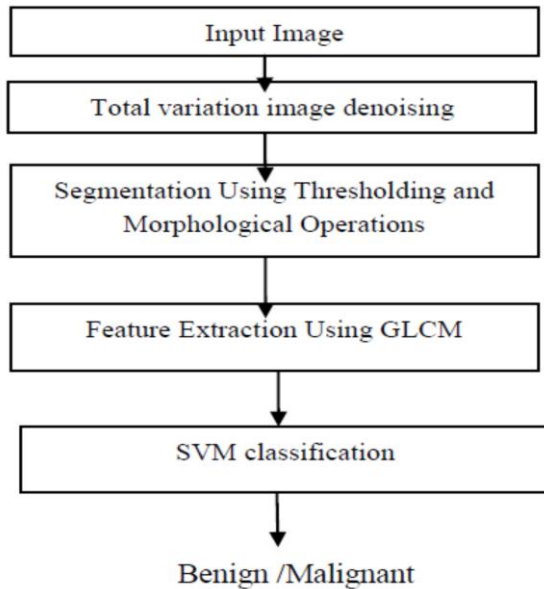 Input Image
Total variation image denoising
Segmentation Using Thresholding and
Morphological Operations
Feature Extraction Using GLCM
SVM classification
Benign /Malignant